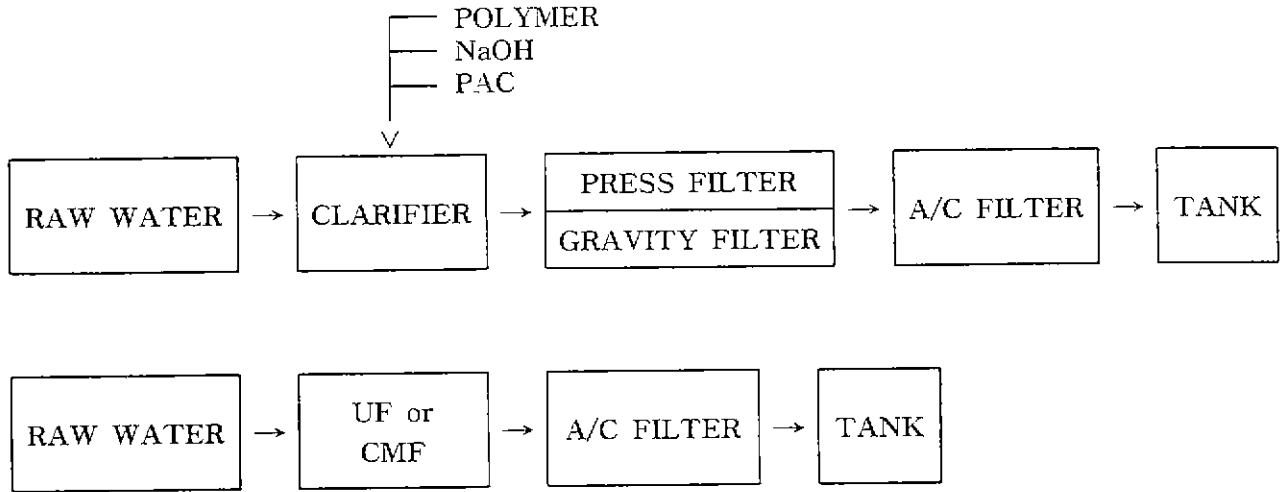 POLYMER
NaOH
PAC
RAW WATER
CLARIFIER
PRESS FILTER
GRAVITY FILTER
A/C FILTER
TANK
RAW WATER
UF or
CMF
A/C FILTER
TANK